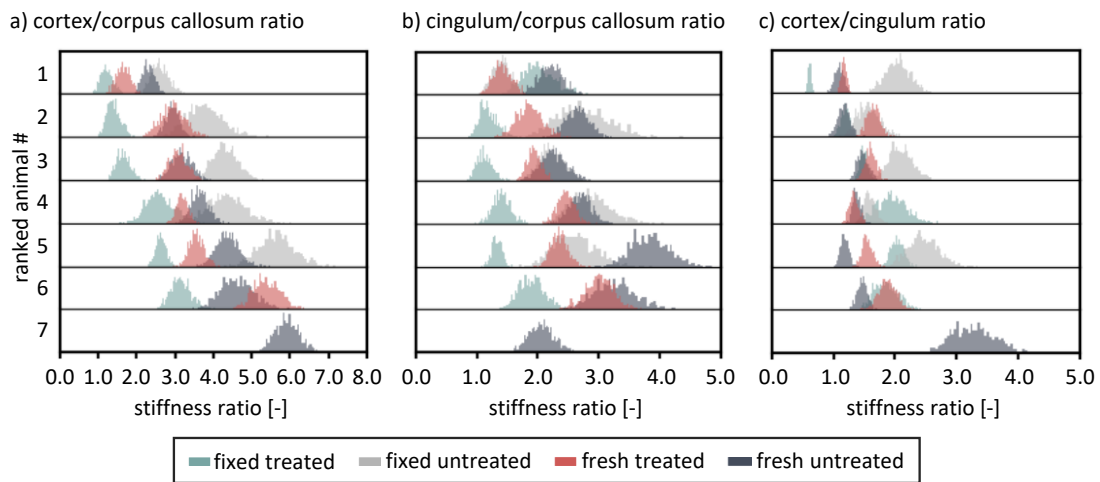 a) cortex/corpus callosum ratio
b) cingulum/corpus callosum ratio
c) cortex/cingulum ratio
ranked animal #
1
2
3
4
5
6
7
0.0 1.0 2.0 3.0 4.0 5.0 6.0 7.0 8.0
0.0 1.0 2.0 3.0 4.0 5.0
0.0 1.0 2.0 3.0 4.0 5.0
stiffness ratio [-]
stiffness ratio [-]
stiffness ratio [-]
fixed treated fixed untreated fresh treated fresh untreated